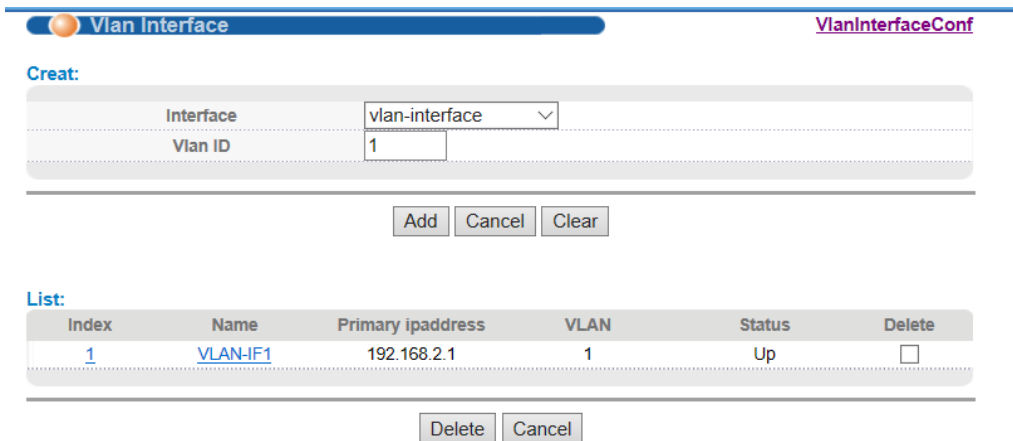 Vlan Interface VlanInterfaceConf
Creat:
Interface vlan-interface
Vlan ID 1
Add Cancel Clear
List:
Index Name Primary ipaddress VLAN Status Delete
1 VLAN-IF1 192.168.2.1 1 Up
Delete Cancel